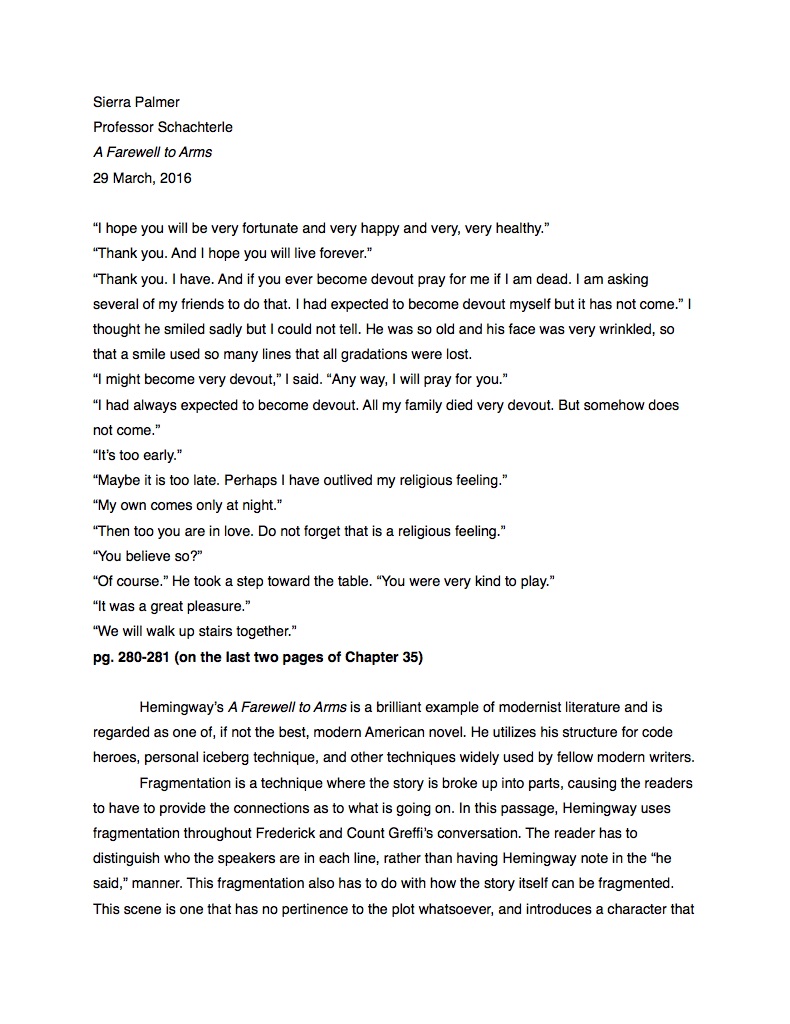 Sierra Palmer
Professor Schachterle
A Farewell to Arms
29 March, 2016
“I hope you will be very fortunate and very happy and very, very healthy.”
“Thank you. And I hope you will live forever.”
“Thank you. I have. And if you ever become devout pray for me if I am dead. I am asking
several of my friends to do that. I had expected to become devout myself but it has not come.” I
thought he smiled sadly but I could not tell. He was so old and his face was very wrinkled, so
that a smile used so many lines that all gradations were lost.
“I might become very devout,” I said. “Any way, I will pray for you.”
“I had always expected to become devout. All my family died very devout. But somehow does
not come.”
“It’s too early.”
“Maybe it is too late. Perhaps I have outlived my religious feeling.”
“My own comes only at night.”
“Then too you are in love. Do not forget that is a religious feeling.”
“You believe so?”
“Of course.” He took a step toward the table. “You were very kind to play.”
“It was a great pleasure.”
“We will walk up stairs together.”
pg. 280-281 (on the last two pages of Chapter 35)
Hemingway’s A Farewell to Arms is a brilliant example of modernist literature and is
regarded as one of, if not the best, modern American novel. He utilizes his structure for code
heroes, personal iceberg technique, and other techniques widely used by fellow modern writers.
Fragmentation is a technique where the story is broke up into parts, causing the readers
to have to provide the connections as to what is going on. In this passage, Hemingway uses
fragmentation throughout Frederick and Count Greffi’s conversation. The reader has to
distinguish who the speakers are in each line, rather than having Hemingway note in the “he
said,” manner. This fragmentation also has to do with how the story itself can be fragmented.
This scene is one that has no pertinence to the plot whatsoever, and introduces a character that